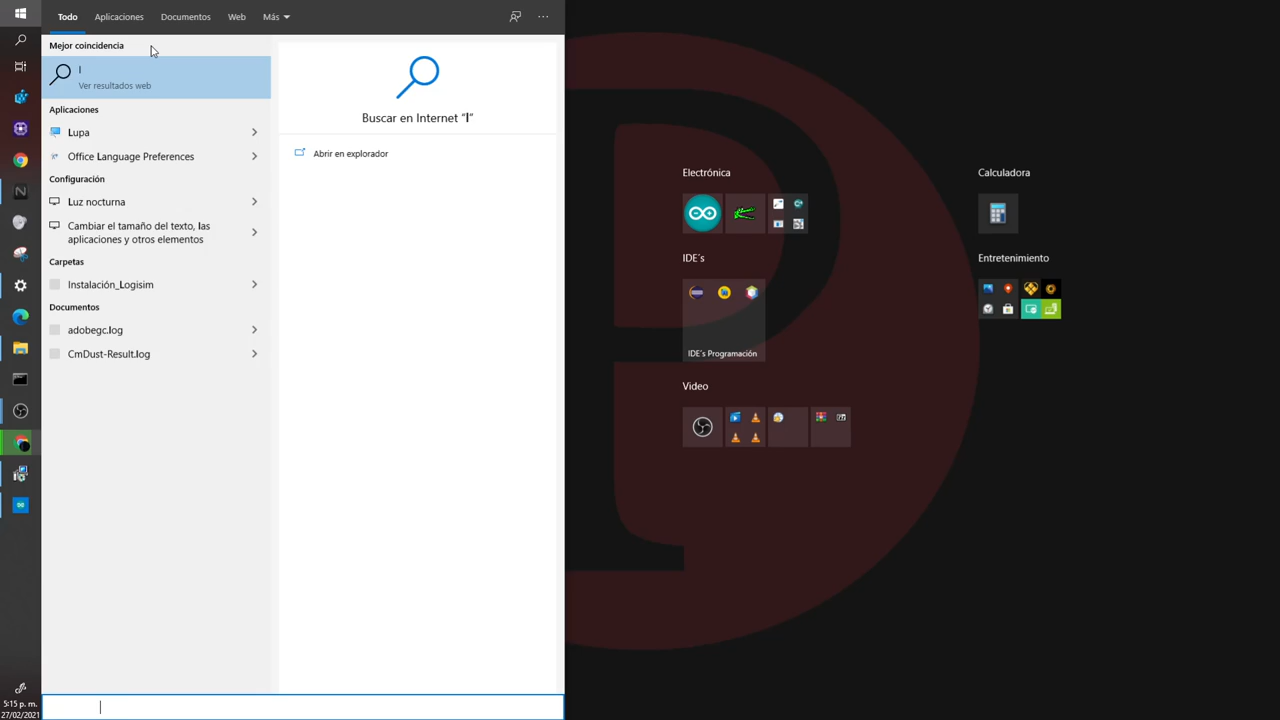 Todo Aplicaciones Documentos Web Más
Mejor coincidencia
l
Ver resultados web
Aplicaciones
Lupa
Office Language Preferences
Configuración
Luz nocturna
Cambiar el tamaño del texto, las
aplicaciones y otros elementos
Carpetas
Instalación_Logisim
Documentos
adobegc.log
CmDust-Result.log
Buscar en Internet “l”
Abrir en explorador
Electrónica
IDE´s
IDE´s Programación
Video
Calculadora
Entretenimiento
5:15 p. m.
27/02/2021